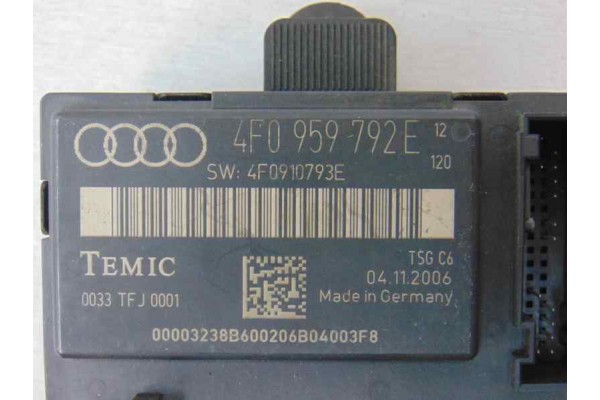 4F0 959 792E 12
120
SW: 4F0910793E
TEMIC
TSG C6
04.11.2006
0033 TFJ 0001
Made in Germany
00003238B600206B04003F8